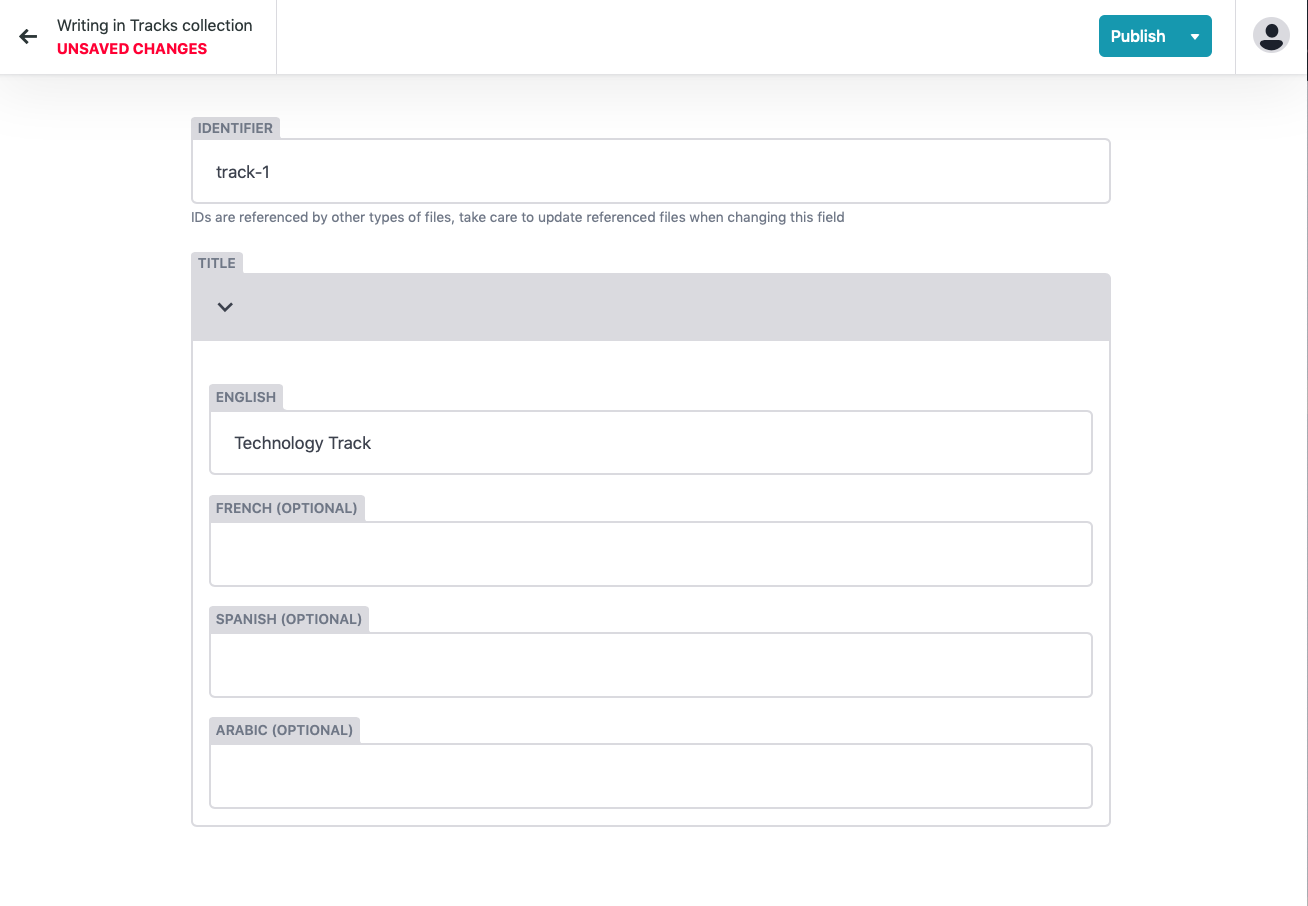 Writing in Tracks collection
UNSAVED CHANGES
Publish
IDENTIFIER
track-1
IDs are referenced by other types of files, take care to update referenced files when changing this field
TITLE
ENGLISH
Technology Track
FRENCH (OPTIONAL)
SPANISH (OPTIONAL)
ARABIC (OPTIONAL)